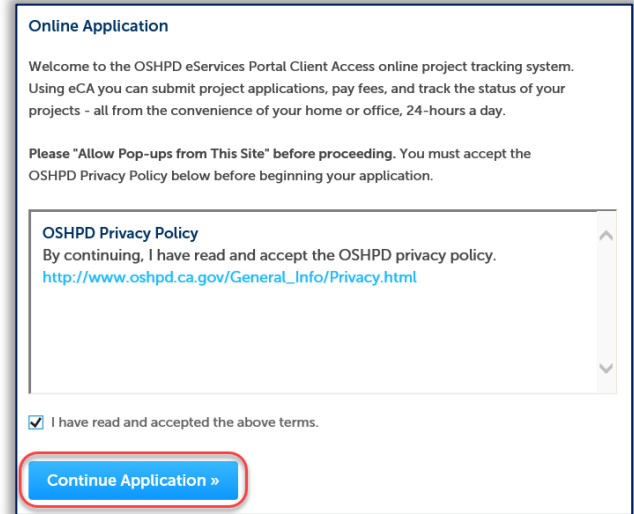 Online Application
Welcome to the OSHPD eServices Portal Client Access online project tracking system.
Using eCA you can submit project applications, pay fees, and track the status of your
projects - all from the convenience of your home or office, 24-hours a day.
Please "Allow Pop-ups from This Site" before proceeding. You must accept the
OSHPD Privacy Policy below before beginning your application.
OSHPD Privacy Policy
By continuing, I have read and accept the OSHPD privacy policy.
http://www.oshpd.ca.gov/General_Info/Privacy.html
I have read and accepted the above terms.
Continue Application »